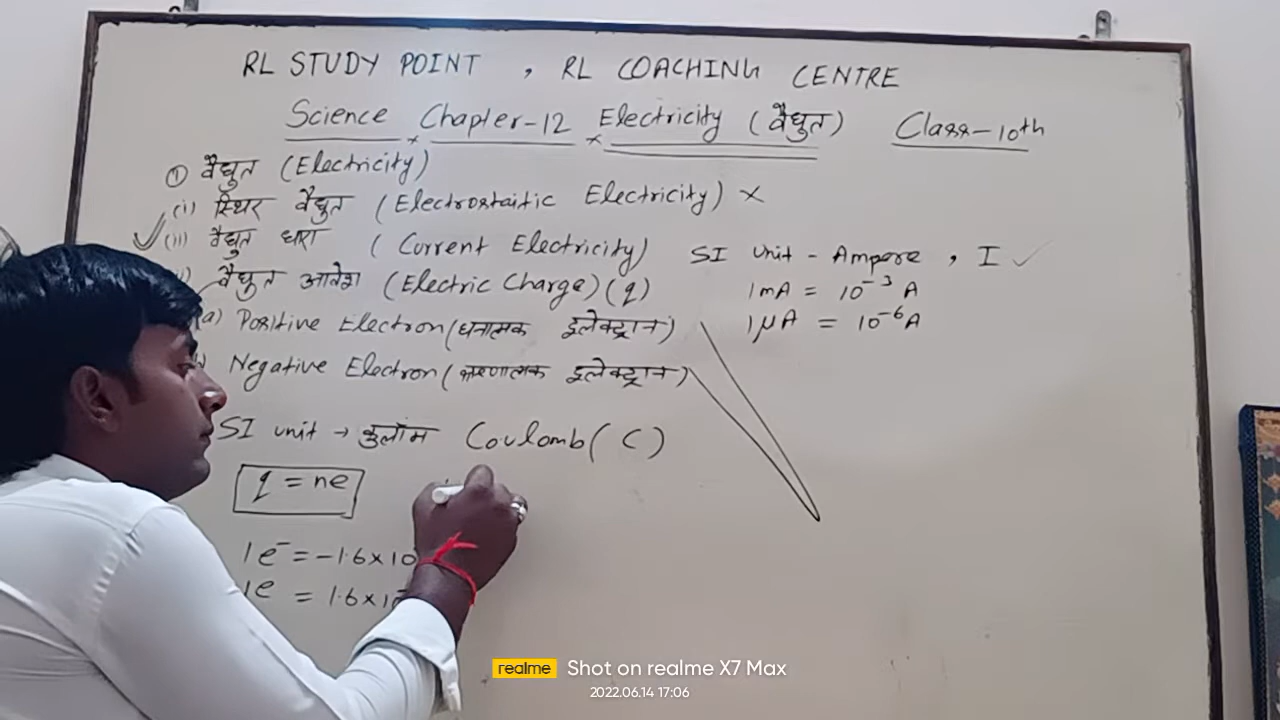 RL STUDY POINT , RL COACHING CENTRE
Science × Chapter-12 × Electricity (वैधुत) Class-10th
① वैधुत (Electricity)
(i) स्थिर वैधुत (Electrostaitic Electricity) ×
(ii) वैधुत धारा (Current Electricity) SI unit - Ampere , I ✓
वैधुत आवेश (Electric Charge) (q) 1mA = 10⁻³ A
(a) Positive Electron (धनात्मक इलेक्ट्रान) 1μA = 10⁻⁶A
Negative Electron (ऋणात्मक इलेक्ट्रान)
SI unit → कुलॉम Coulomb ( C )
q = ne
1e⁻ = -1.6×10
1e = 1.6×10
realme Shot on realme X7 Max
2022.06.14 17:06